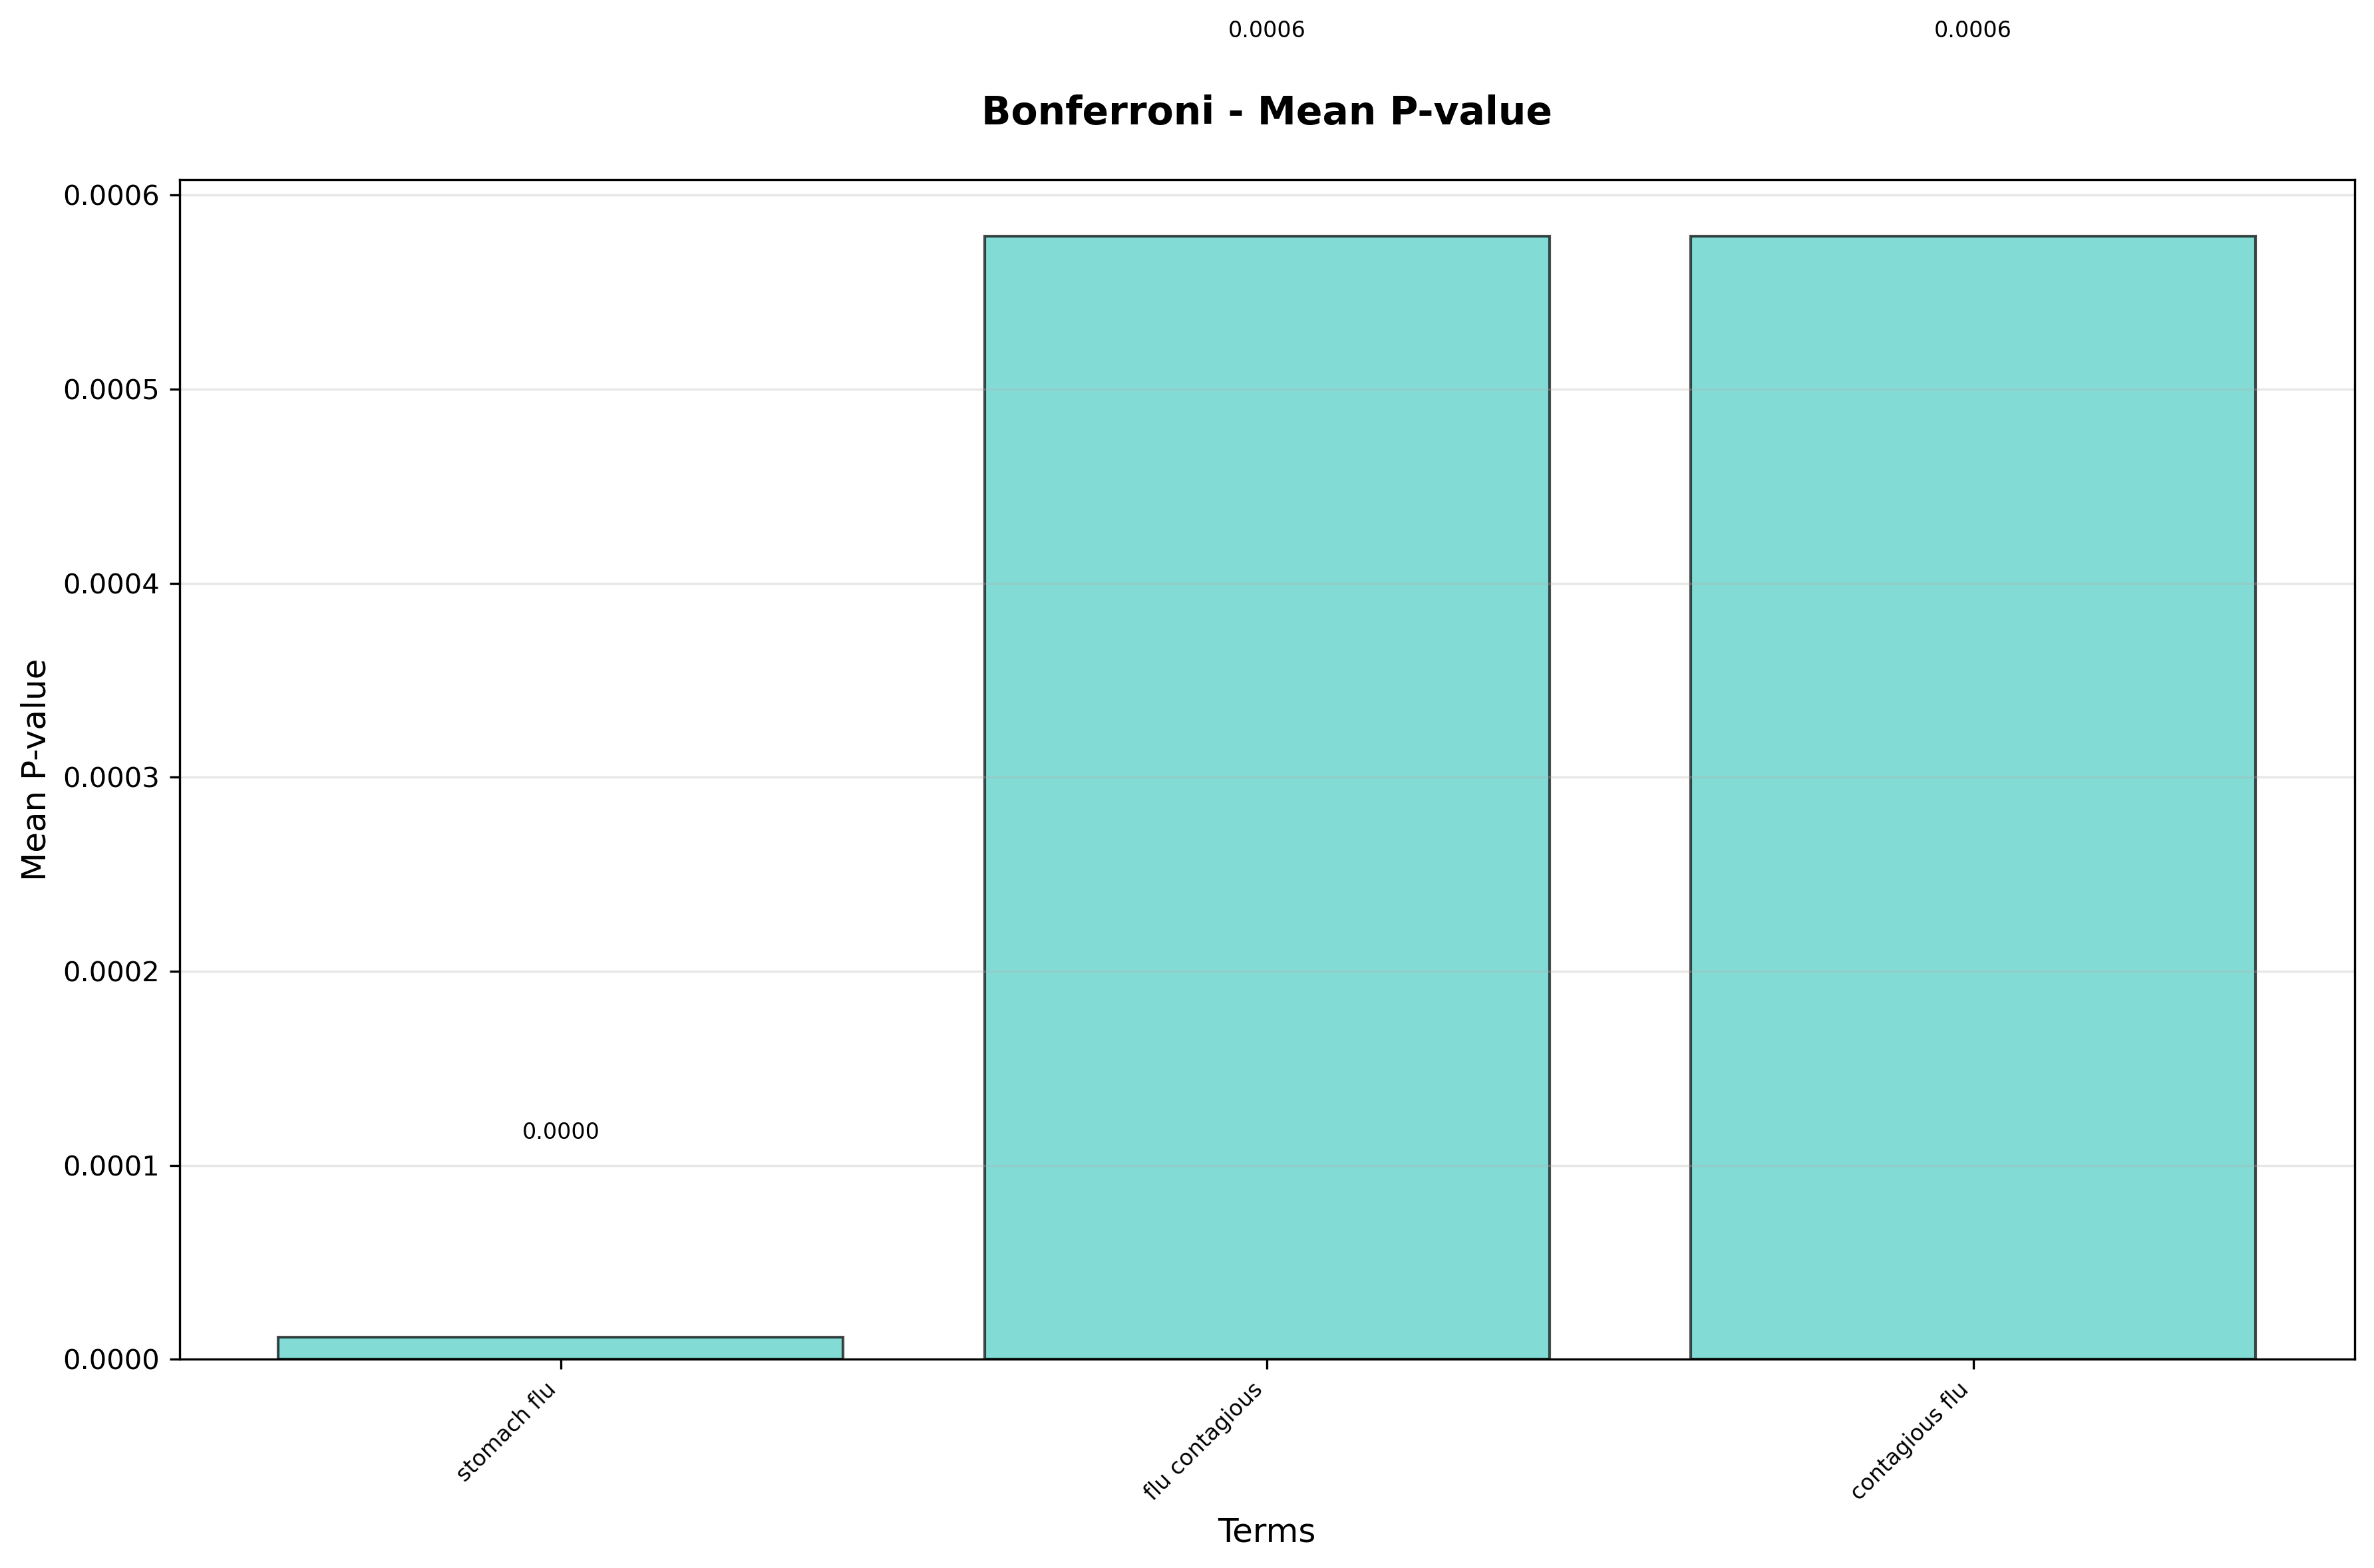 0.0006 0.0006
Bonferroni - Mean P-value
0.0006
0.0005
0.0004
0.0003
0.0002
0.0001
0.0000
Mean P-value
0.0000
stomach flu
flu contagious
contagious flu
Terms